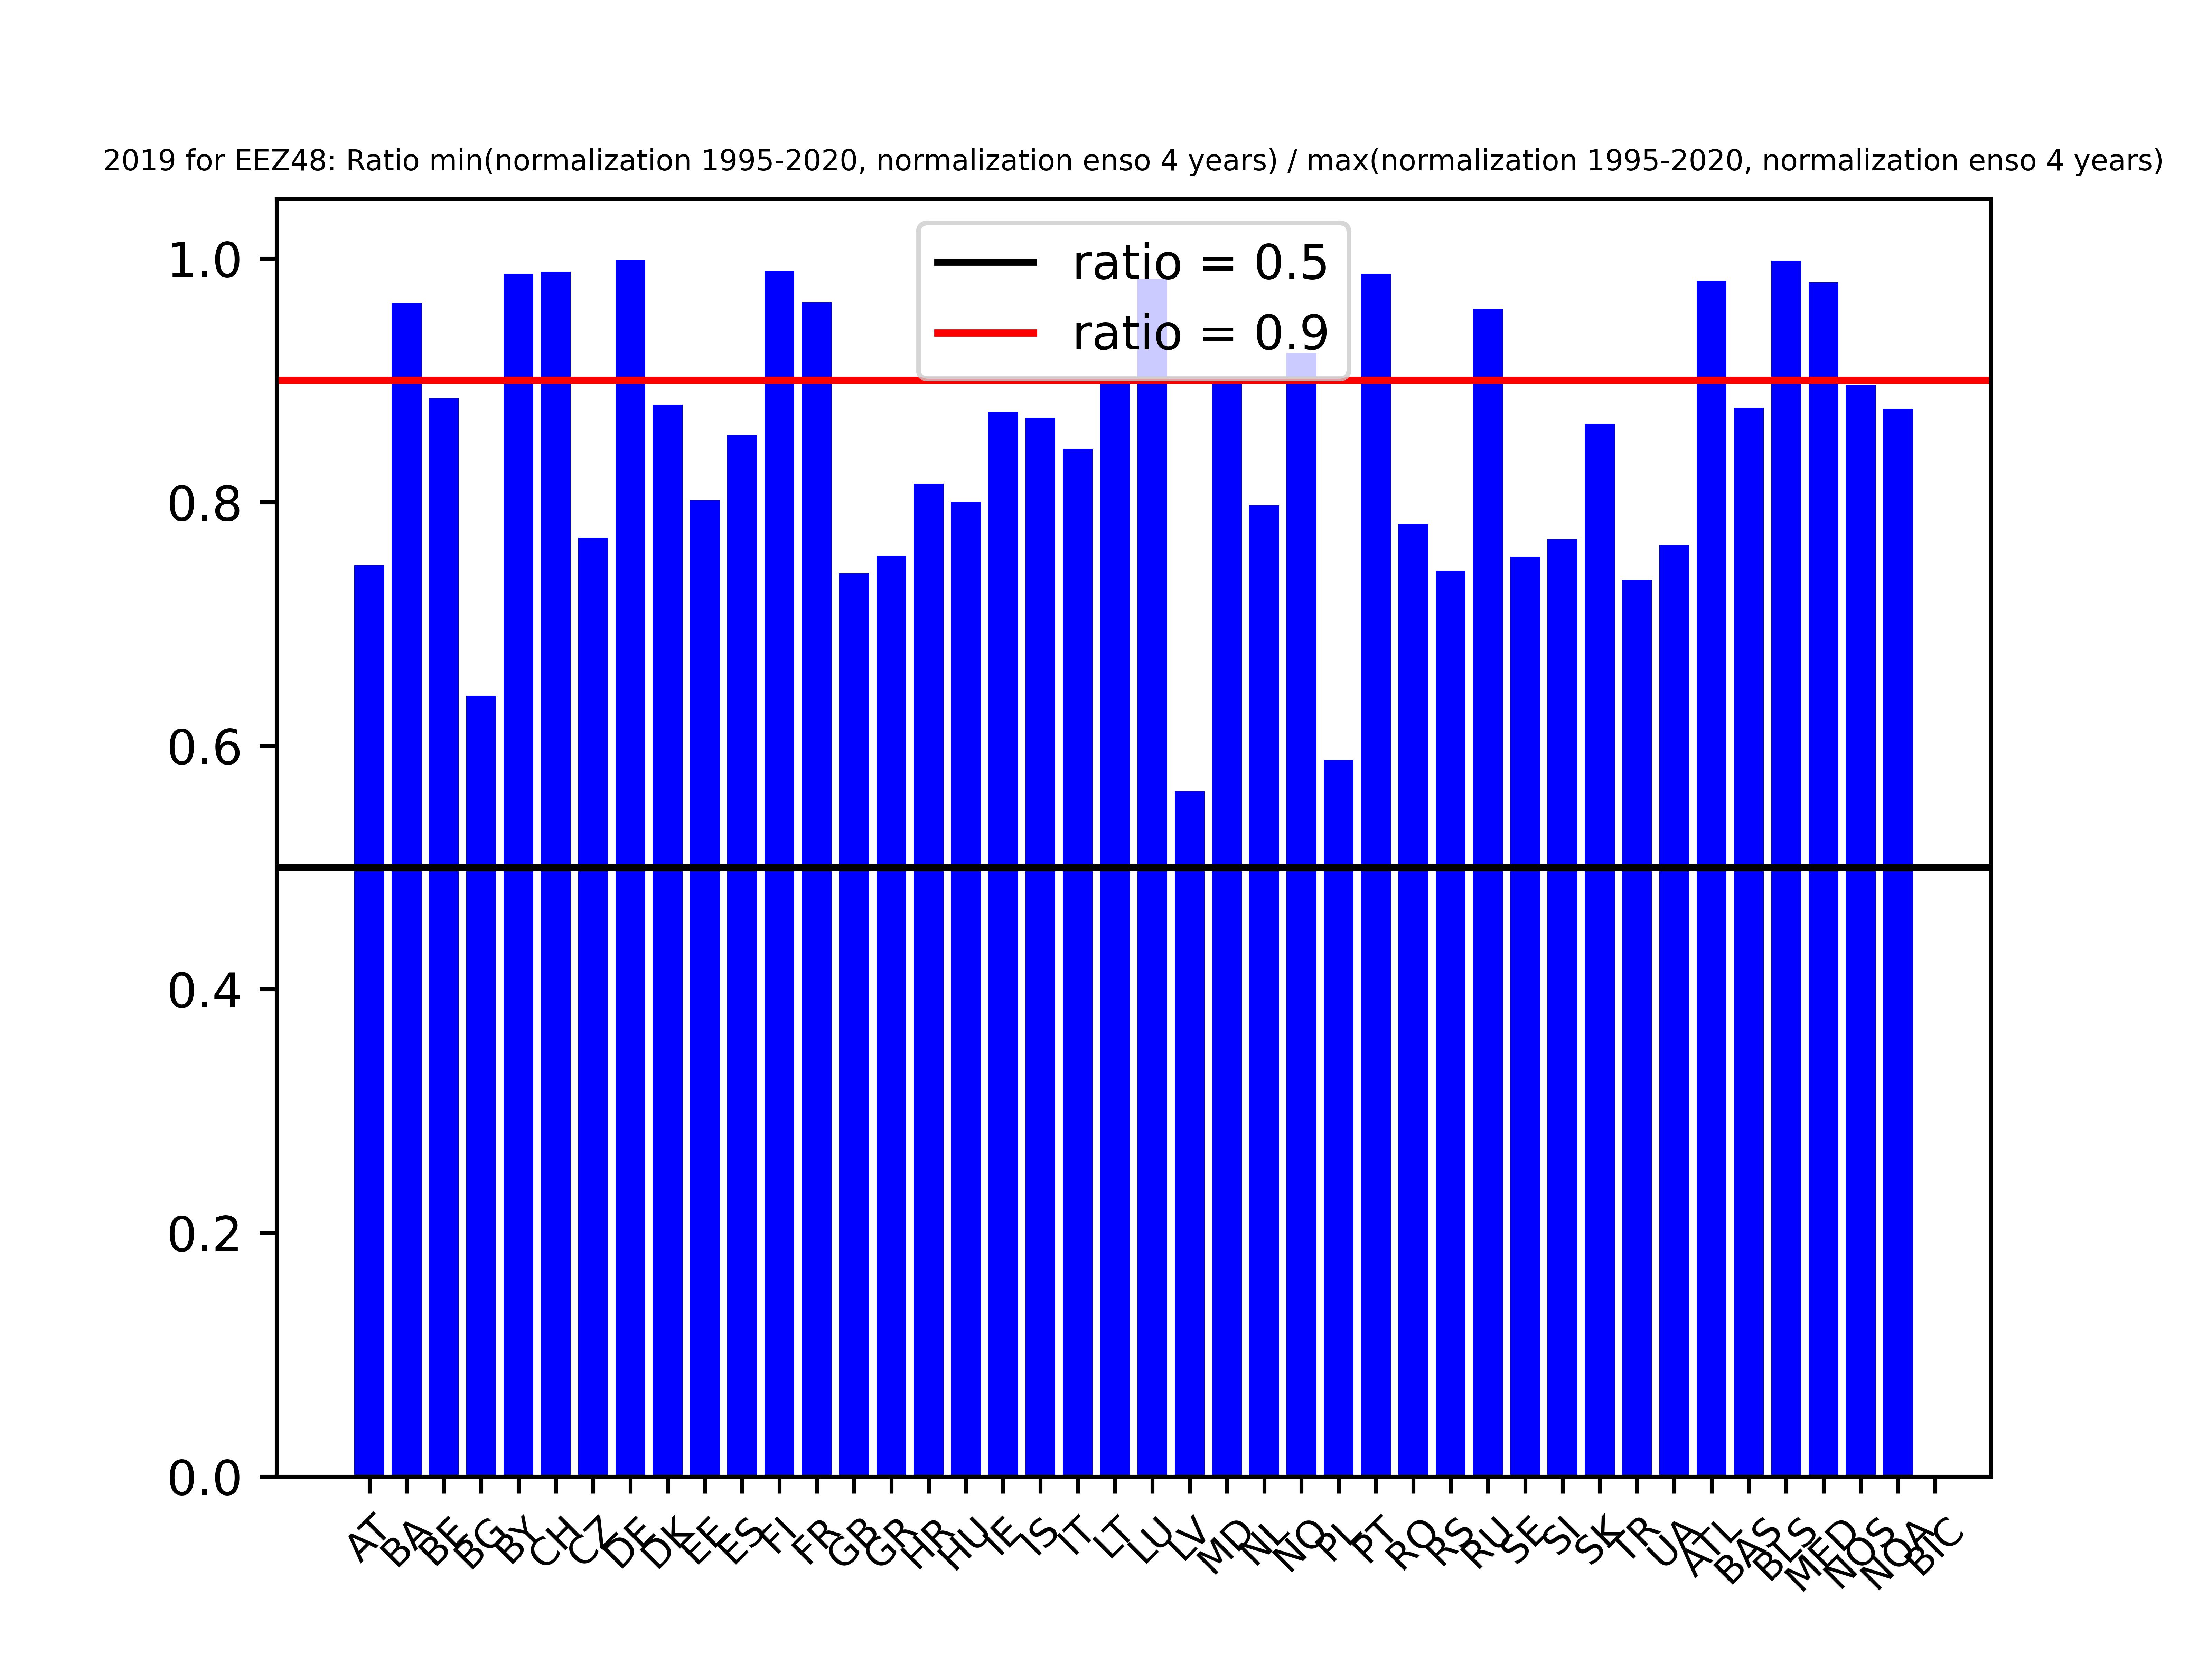 2019 for EEZ48: Ratio min(normalization 1995-2020, normalization enso 4 years) / max(normalization 1995-2020, normalization enso 4 years)
ratio = 0.5
ratio = 0.9
1.0
0.8
0.6
0.4
0.2
0.0
AT BA BE BG BY CH CZ DE DK EE ES FI FR GB GR HR HU IE IS IT LT LU LV MD NL NO PL PT RO RS RU SE SI SK TR UA ATL BAS BLS MED NOS NOA BIC